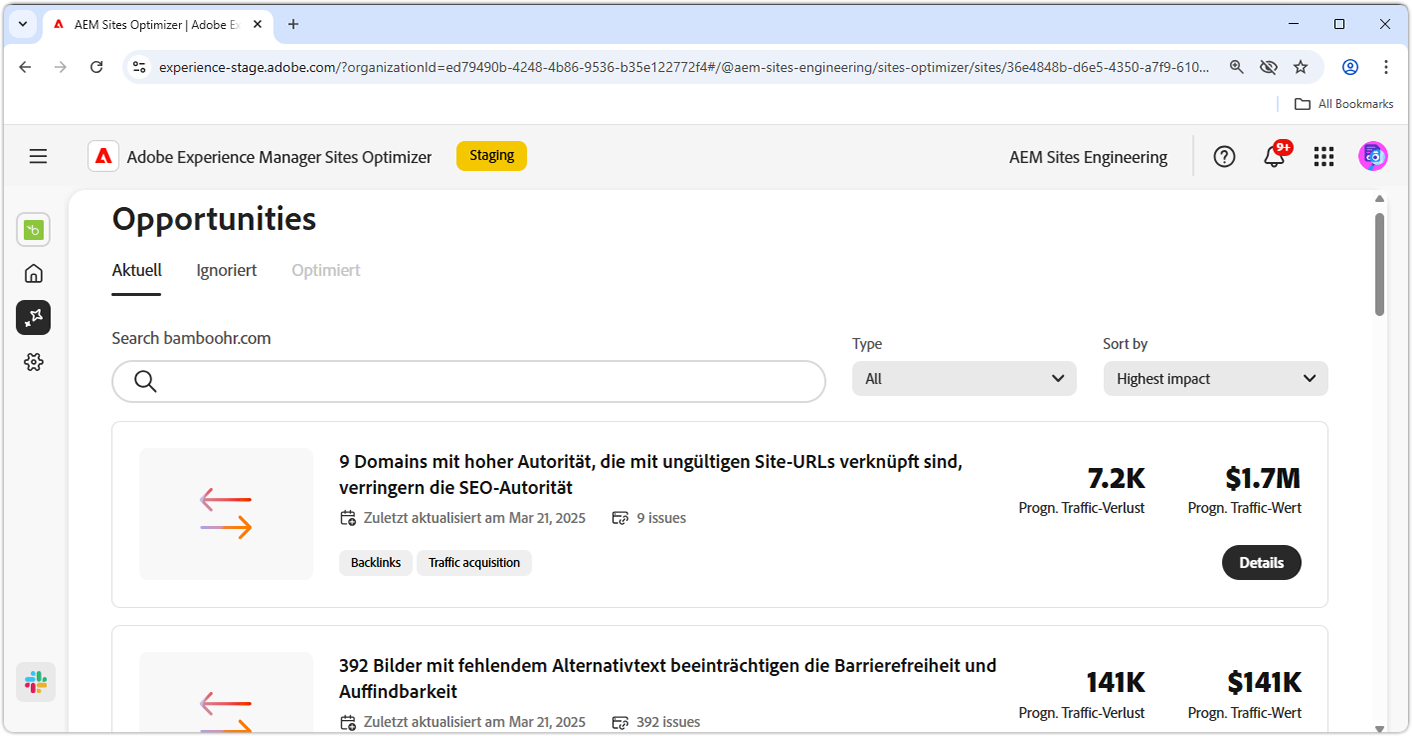 AEM Sites Optimizer | Adobe Ex
experience-stage.adobe.com/?organizationId=ed79490b-4248-4b86-9536-b35e122772f4#/@aem-sites-engineering/sites-optimizer/sites/36e4848b-d6e5-4350-a7f9-610...
All Bookmarks
Adobe Experience Manager Sites Optimizer
Staging
AEM Sites Engineering
9+
Opportunities
Aktuell
Ignoriert
Optimiert
Search bamboohr.com
Type
All
Sort by
Highest impact
9 Domains mit hoher Autorität, die mit ungültigen Site-URLs verknüpft sind,
verringern die SEO-Autorität
Zuletzt aktualisiert am Mar 21, 2025
9 issues
Backlinks
Traffic acquisition
7.2K
Progn. Traffic-Verlust
$1.7M
Progn. Traffic-Wert
Details
392 Bilder mit fehlendem Alternativtext beeinträchtigen die Barrierefreiheit und
Auffindbarkeit
Zuletzt aktualisiert am Mar 21, 2025
392 issues
141K
Progn. Traffic-Verlust
$141K
Progn. Traffic-Wert